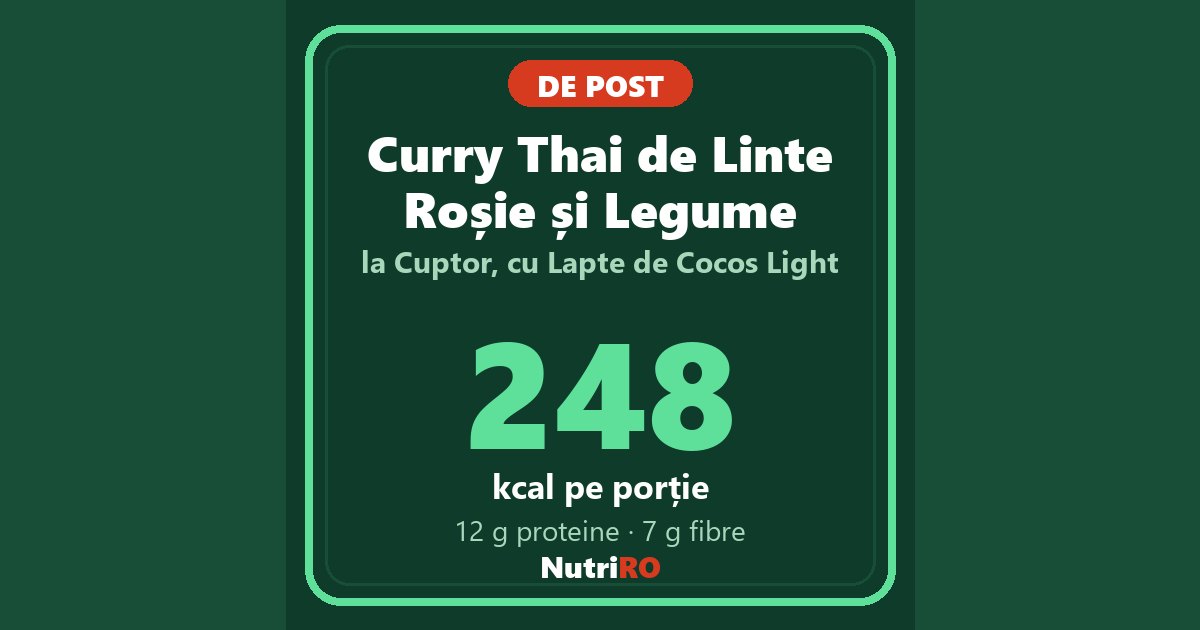 DE POST
Curry Thai de Linte
Roșie și Legume
la Cuptor, cu Lapte de Cocos Light
248
kcal pe porție
12 g proteine · 7 g fibre
NutriRO